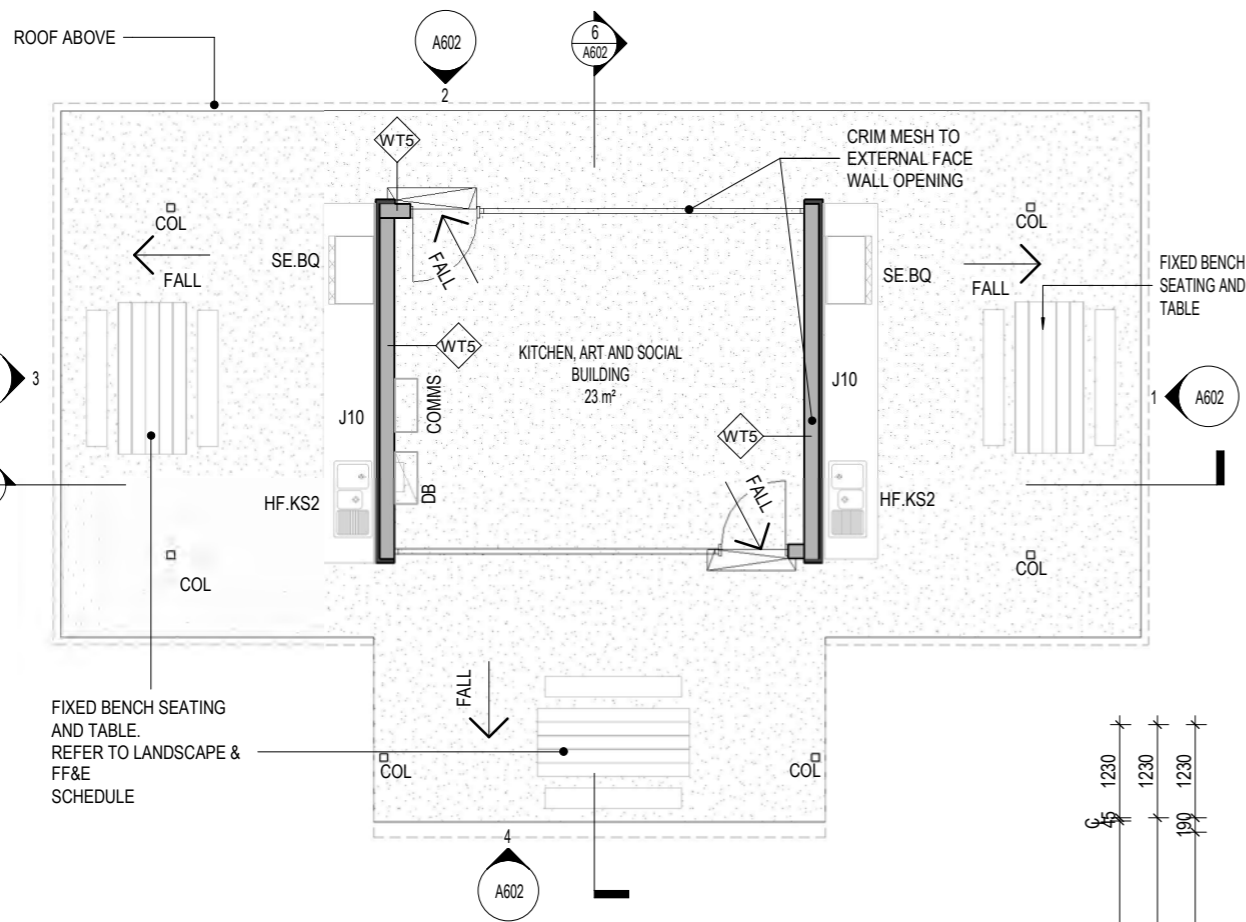 ROOF ABOVE
A602
2
6
A602
WT5
CRIM MESH TO
EXTERNAL FACE
WALL OPENING
COL
COL
FALL
SE.BQ
FALL
SE.BQ
FALL
FIXED BENCH
SEATING AND
TABLE
WT5
KITCHEN, ART AND SOCIAL
BUILDING
23 m²
3
J10
COMMS
J10
1
A602
WT5
DB
FALL
HF.KS2
HF.KS2
COL
COL
FALL
FIXED BENCH SEATING
AND TABLE.
REFER TO LANDSCAPE &
FF&E
SCHEDULE
COL
COL
4
A602
1230
1230
1230
45
190